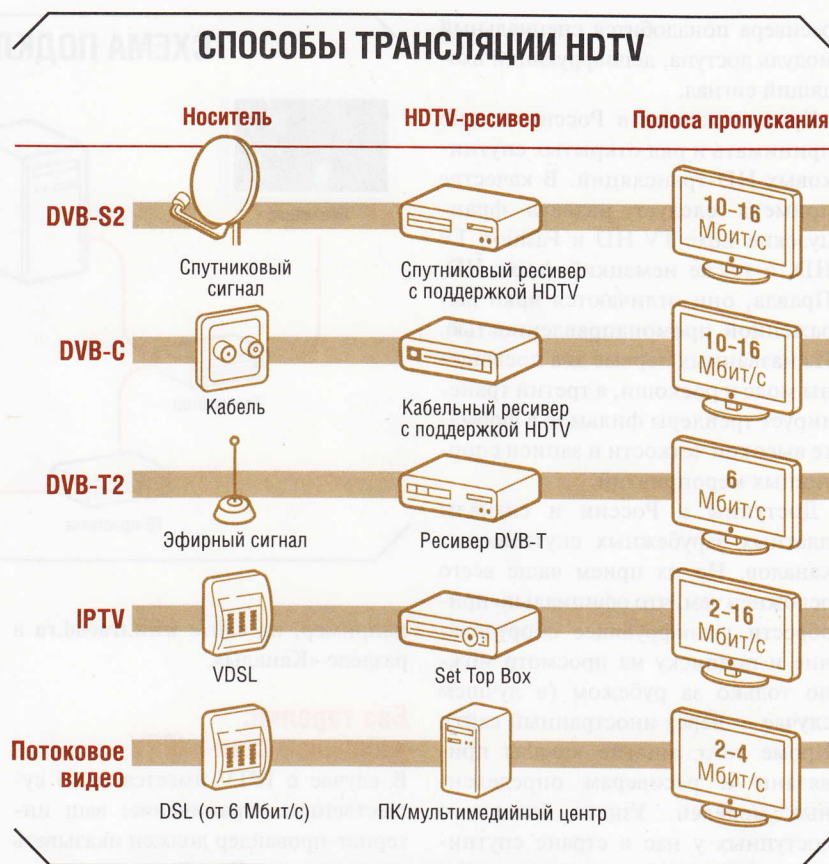 СПОСОБЫ ТРАНСЛЯЦИИ HDTV
Носитель HDTV-ресивер Полоса пропускания
DVB-S2
10-16
Мбит/с
Спутниковый
сигнал
Спутниковый ресивер
с поддержкой HDTV
DVB-C
10-16
Мбит/с
Кабель
Кабельный ресивер
с поддержкой HDTV
DVB-T2
6
Мбит/с
Эфирный сигнал
Ресивер DVB-T
IPTV
2-16
Мбит/с
VDSL
Set Top Box
Потоковое
видео
2-4
Мбит/с
DSL (от 6 Мбит/с)
ПК/мультимедийный центр